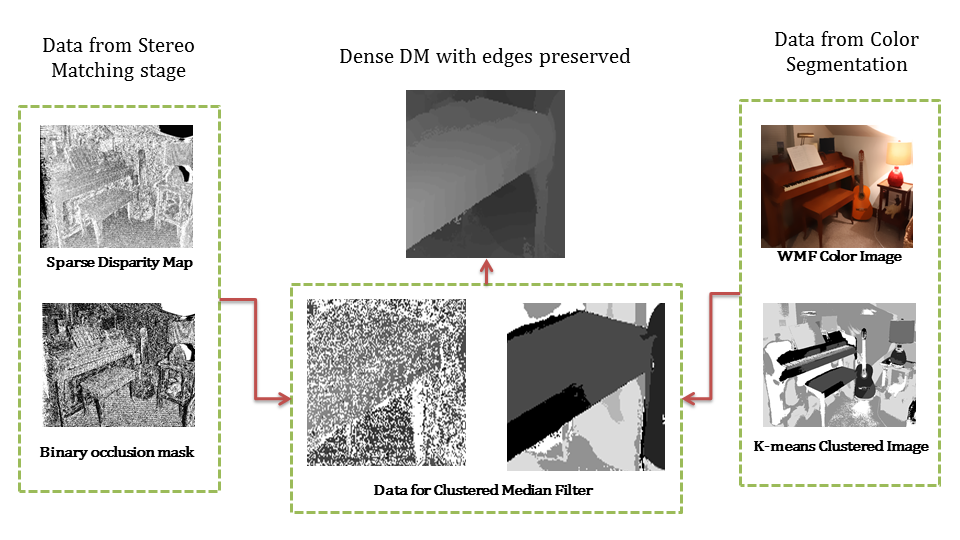 Data from Stereo
Matching stage
Dense DM with edges preserved
Data from Color
Segmentation
Sparse Disparity Map
WMF Color Image
Binary occlusion mask
K-means Clustered Image
Data for Clustered Median Filter